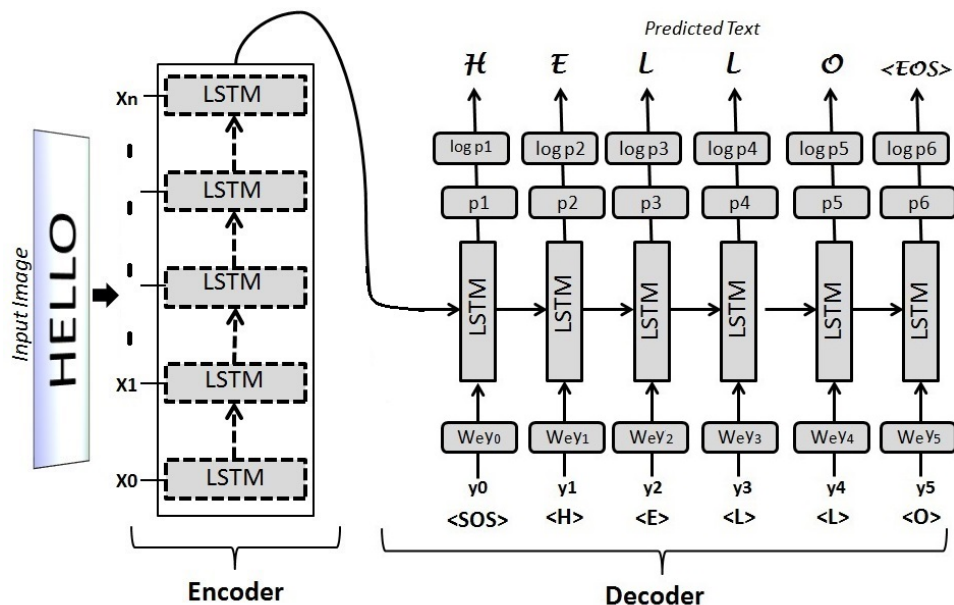 Predicted Text
H E L L O <EOS>
Xn LSTM
log p1 log p2 log p3 log p4 log p5 log p6
LSTM
p1 p2 p3 p4 p5 p6
Input Image
HELLO
LSTM
LSTM LSTM LSTM LSTM LSTM LSTM
X1 LSTM
Wey0 Wey1 Wey2 Wey3 Wey4 Wey5
X0 LSTM
y0 y1 y2 y3 y4 y5
<SOS> <H> <E> <L> <L> <O>
Encoder Decoder